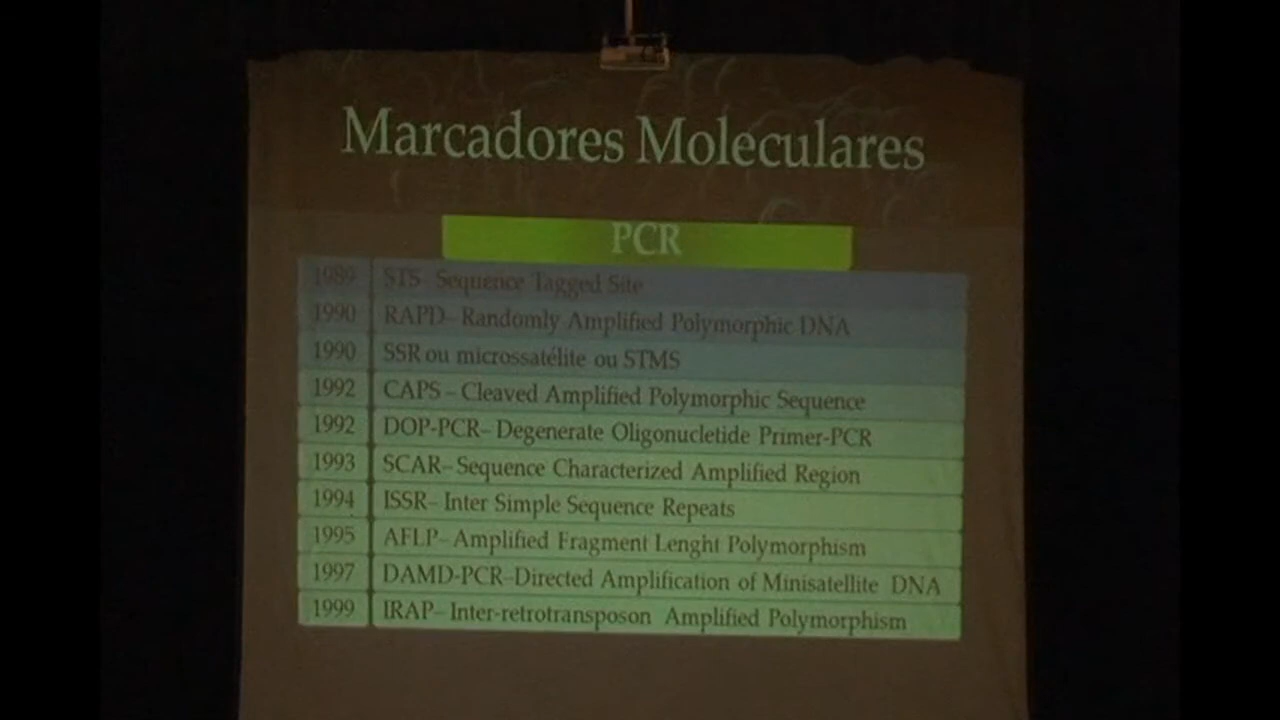 Marcadores Moleculares
PCR
1989 STS- Sequence Tagged Site
1990 RAPD- Randomly Amplified Polymorphic DNA
1990 SSR ou microssatélite ou STMS
1992 CAPS - Cleaved Amplified Polymorphic Sequence
1992 DOP-PCR- Degenerate Oligonucletide Primer-PCR
1993 SCAR- Sequence Characterized Amplified Region
1994 ISSR- Inter Simple Sequence Repeats
1995 AFLP- Amplified Fragment Lenght Polymorphism
1997 DAMD-PCR-Directed Amplification of Minisatellite DNA
1999 IRAP- Inter-retrotransposon Amplified Polymorphism